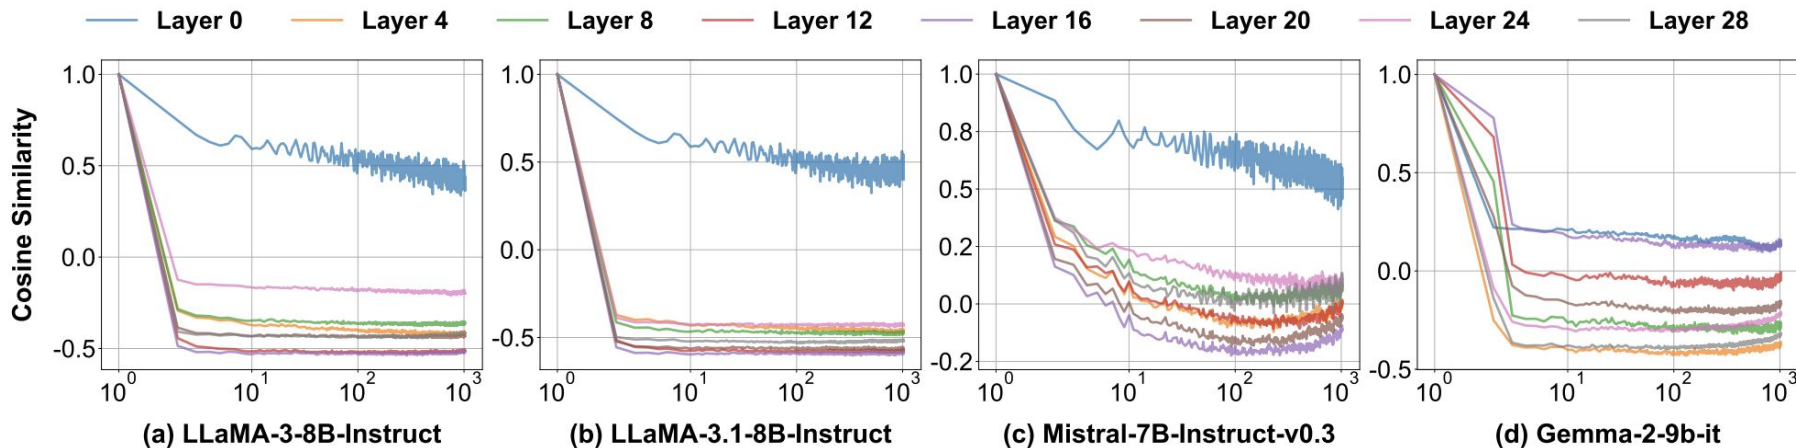 Layer 0 Layer 4 Layer 8 Layer 12 Layer 16 Layer 20 Layer 24 Layer 28
Cosine Similarity
1.0
0.5
0.0
-0.5
10^0 10^1 10^2 10^3
(a) LLaMA-3-8B-Instruct
1.0
0.5
0.0
-0.5
10^0 10^1 10^2 10^3
(b) LLaMA-3.1-8B-Instruct
1.0
0.8
0.5
0.2
0.0
-0.2
10^0 10^1 10^2 10^3
(c) Mistral-7B-Instruct-v0.3
1.0
0.5
0.0
-0.5
10^0 10^1 10^2 10^3
(d) Gemma-2-9b-it